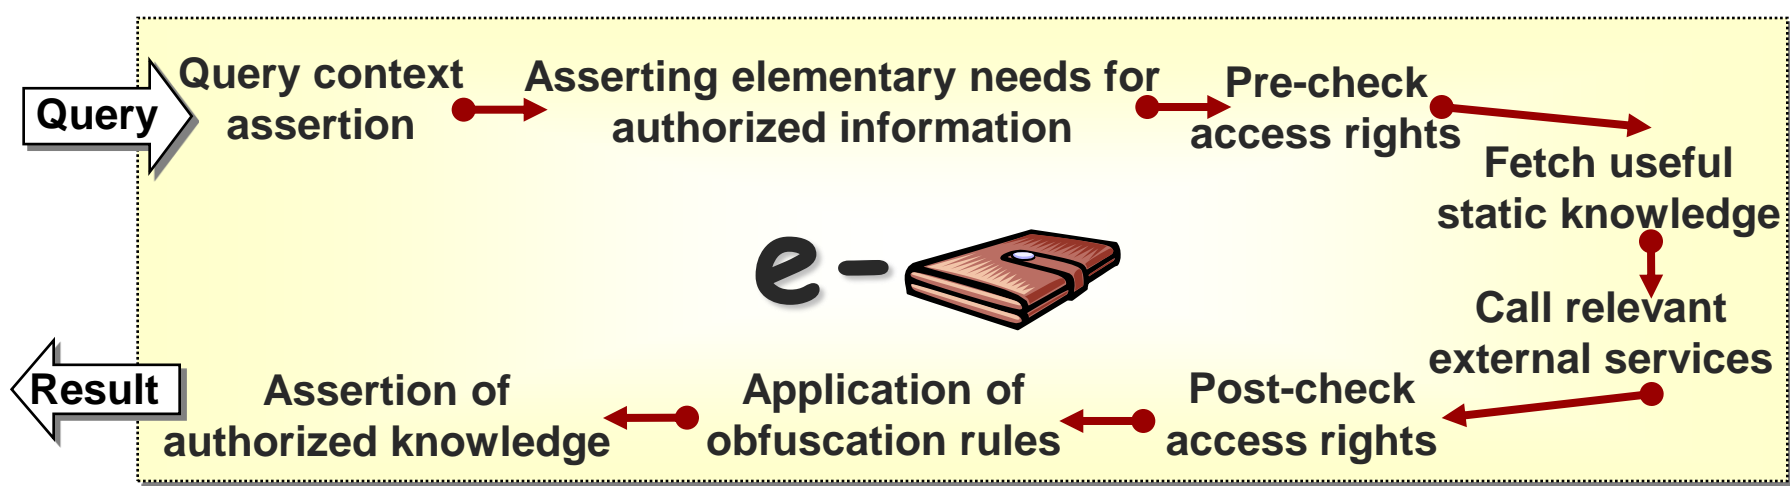 Query
Query context
assertion
Asserting elementary needs for
authorized information
Pre-check
access rights
Fetch useful
static knowledge
Call relevant
external services
Post-check
access rights
Application of
obfuscation rules
Assertion of
authorized knowledge
Result
e-